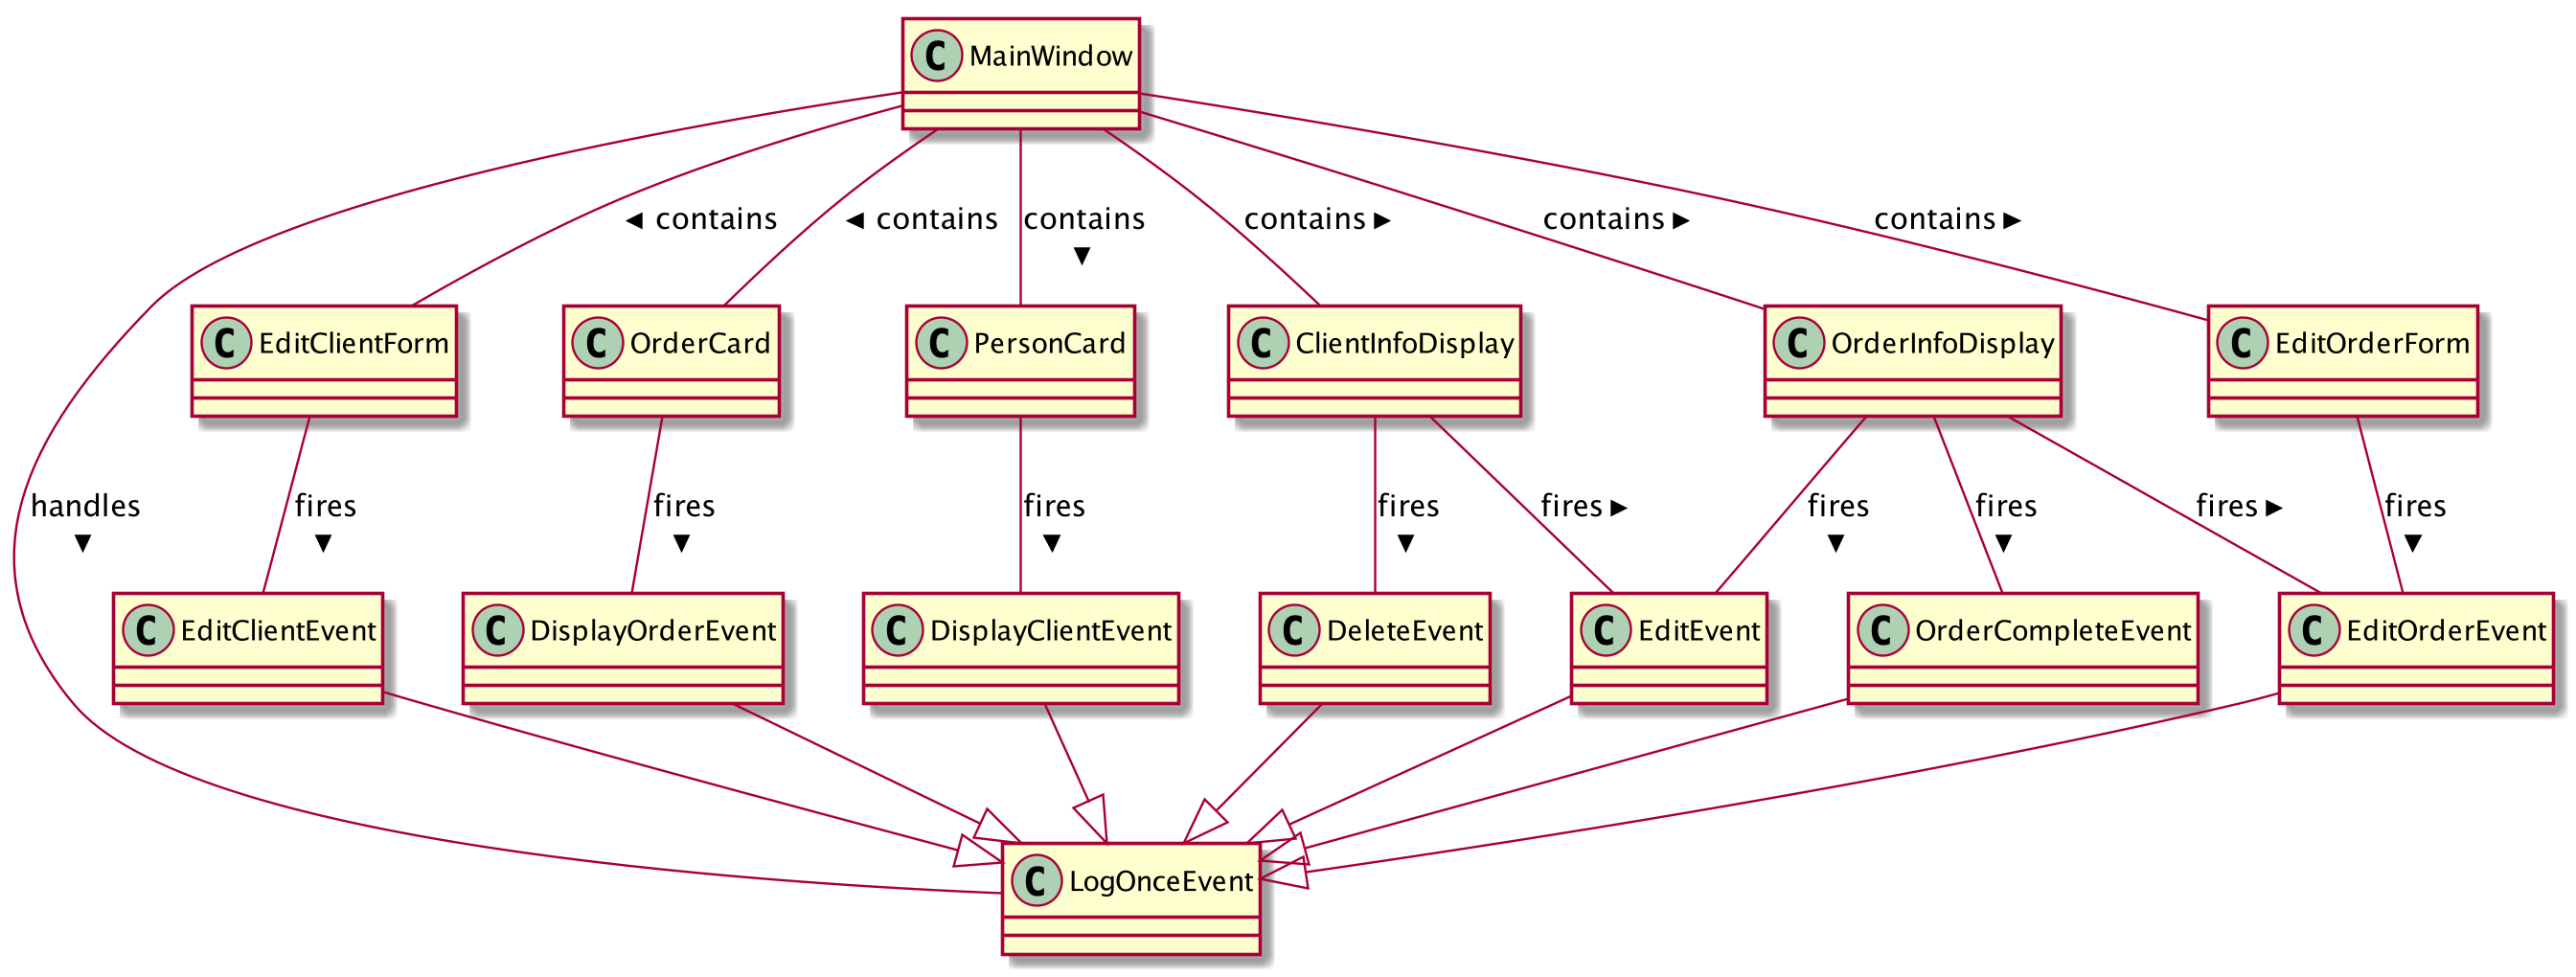 C MainWindow
◄ contains
◄ contains
contains
▼
contains ►
contains ►
contains ►
C EditClientForm
C OrderCard
C PersonCard
C ClientInfoDisplay
C OrderInfoDisplay
C EditOrderForm
handles
▼
fires
▼
fires
▼
fires
▼
fires
▼
fires ►
fires
▼
fires
▼
fires ►
fires
▼
C EditClientEvent
C DisplayOrderEvent
C DisplayClientEvent
C DeleteEvent
C EditEvent
C OrderCompleteEvent
C EditOrderEvent
C LogOnceEvent